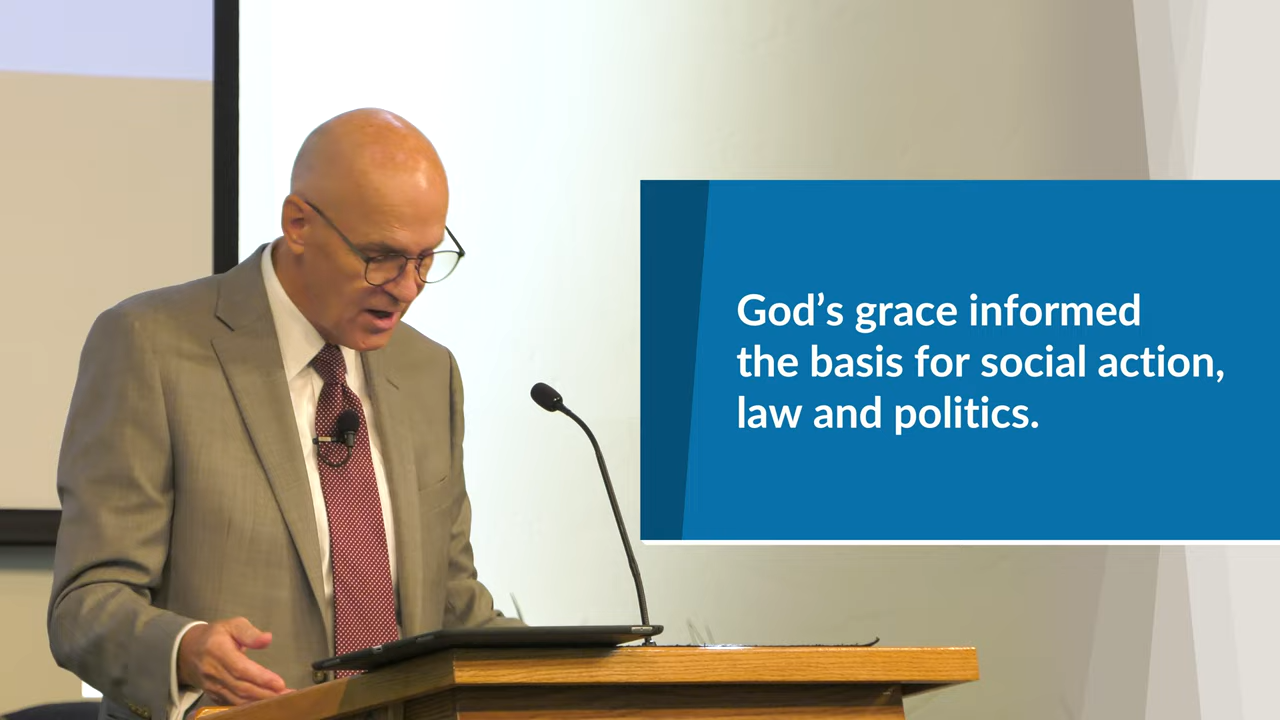 God’s grace informed
the basis for social action,
law and politics.